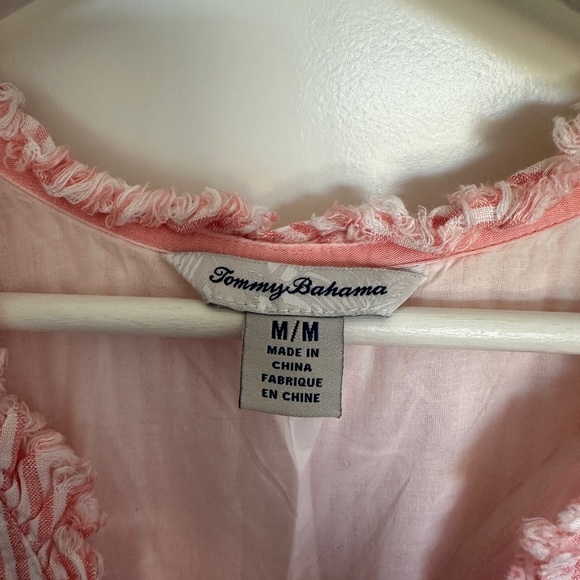 Tommy Bahama
M/M
MADE IN
CHINA
FABRIQUE
EN CHINE